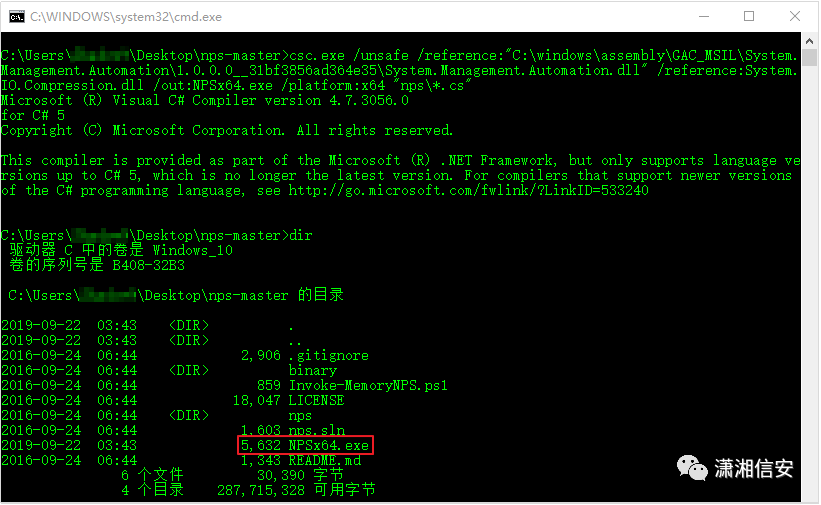 C:\WINDOWS\system32\cmd.exe
C:\Users\ \Desktop\nps-master>csc.exe /unsafe /reference:"C:\windows\assembly\GAC_MSIL\System.
Management.Automation\1.0.0.0__31bf3856ad364e35\System.Management.Automation.dll" /reference:System.
IO.Compression.dll /out:NPSx64.exe /platform:x64 "nps\*.cs"
Microsoft (R) Visual C# Compiler version 4.7.3056.0
for C# 5
Copyright (C) Microsoft Corporation. All rights reserved.
This compiler is provided as part of the Microsoft (R) .NET Framework, but only supports language ve
rsions up to C# 5, which is no longer the latest version. For compilers that support newer versions
of the C# programming language, see http://go.microsoft.com/fwlink/?LinkID=533240
C:\Users\ \Desktop\nps-master>dir
驱动器 C 中的卷是 Windows_10
卷的序列号是 B408-32B3
C:\Users\ \Desktop\nps-master 的目录
2019-09-22 03:43 <DIR> .
2019-09-22 03:43 <DIR> ..
2016-09-24 06:44 2,906 .gitignore
2016-09-24 06:44 <DIR> binary
2016-09-24 06:44 859 Invoke-MemoryNPS.ps1
2016-09-24 06:44 18,047 LICENSE
2016-09-24 06:44 <DIR> nps
2016-09-24 06:44 1,603 nps.sln
2019-09-22 03:43 5,632 NPSx64.exe
2016-09-24 06:44 1,343 README.md
6 个文件 30,390 字节
4 个目录 287,715,328 可用字节
潇湘信安